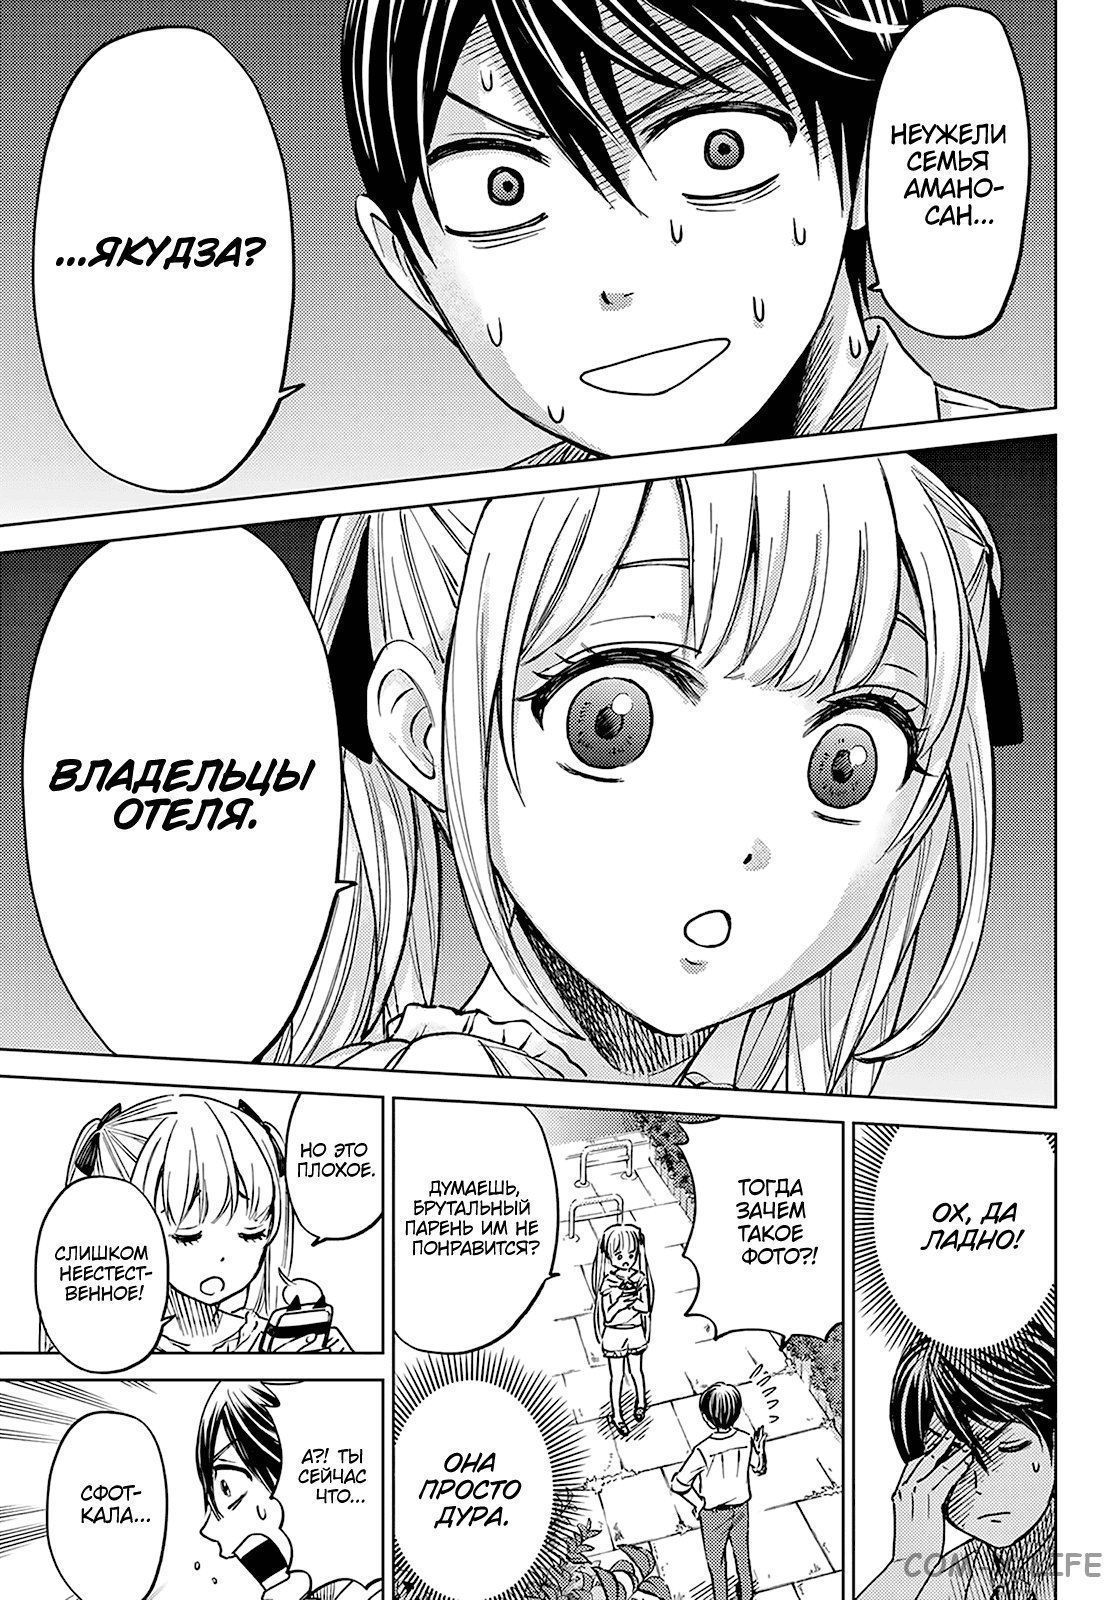 НЕУЖЕЛИ
СЕМЬЯ
АМАНО-
САН...
...ЯКУДЗА?
ВЛАДЕЛЬЦЫ
ОТЕЛЯ.
ОХ, ДА
ЛАДНО!
ТОГДА
ЗАЧЕМ
ТАКОЕ
ФОТО?!
ДУМАЕШЬ,
БРУТАЛЬНЫЙ
ПАРЕНЬ ИМ НЕ
ПОНРАВИТСЯ?
ОНА
ПРОСТО
ДУРА.
НО ЭТО
ПЛОХОЕ.
СЛИШКОМ
НЕЕСТЕСТ-
ВЕННОЕ!
А?! ТЫ
СЕЙЧАС
ЧТО...
СФОТ-
КАЛА...